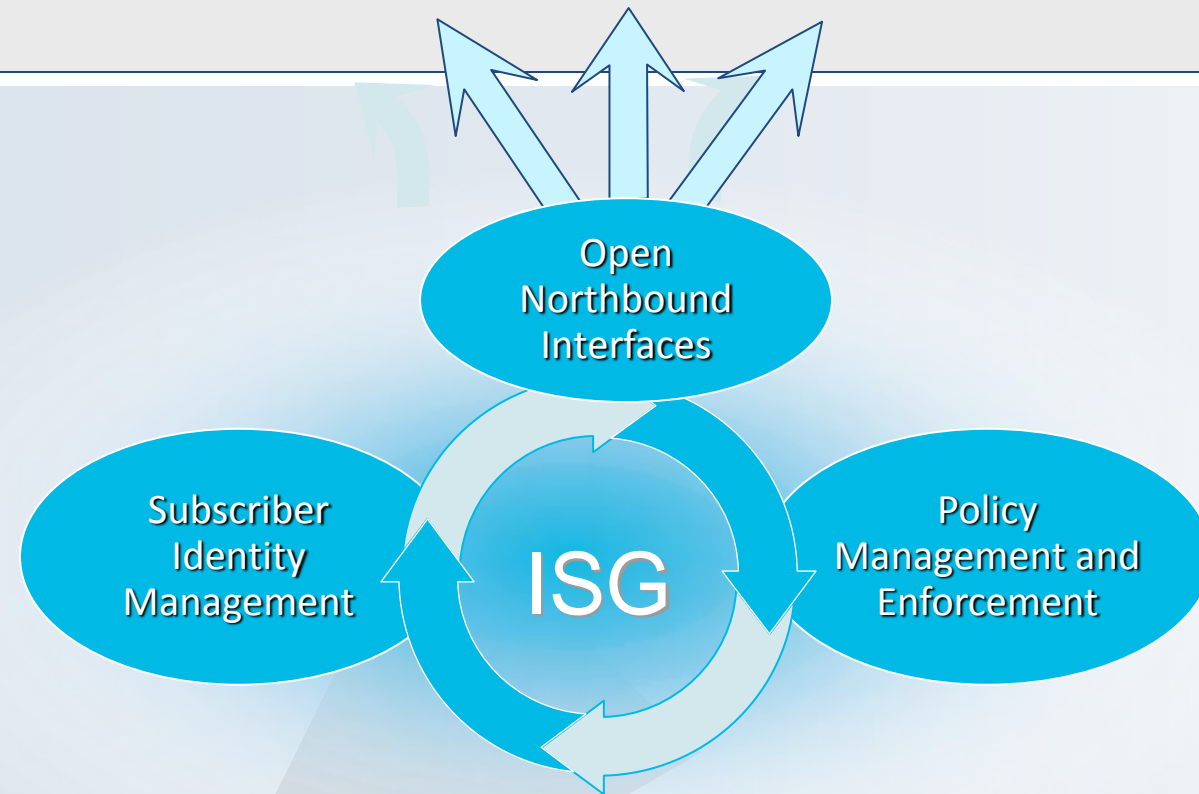 Open
Northbound
Interfaces
Subscriber
Identity
Management
ISG
Policy
Management and
Enforcement